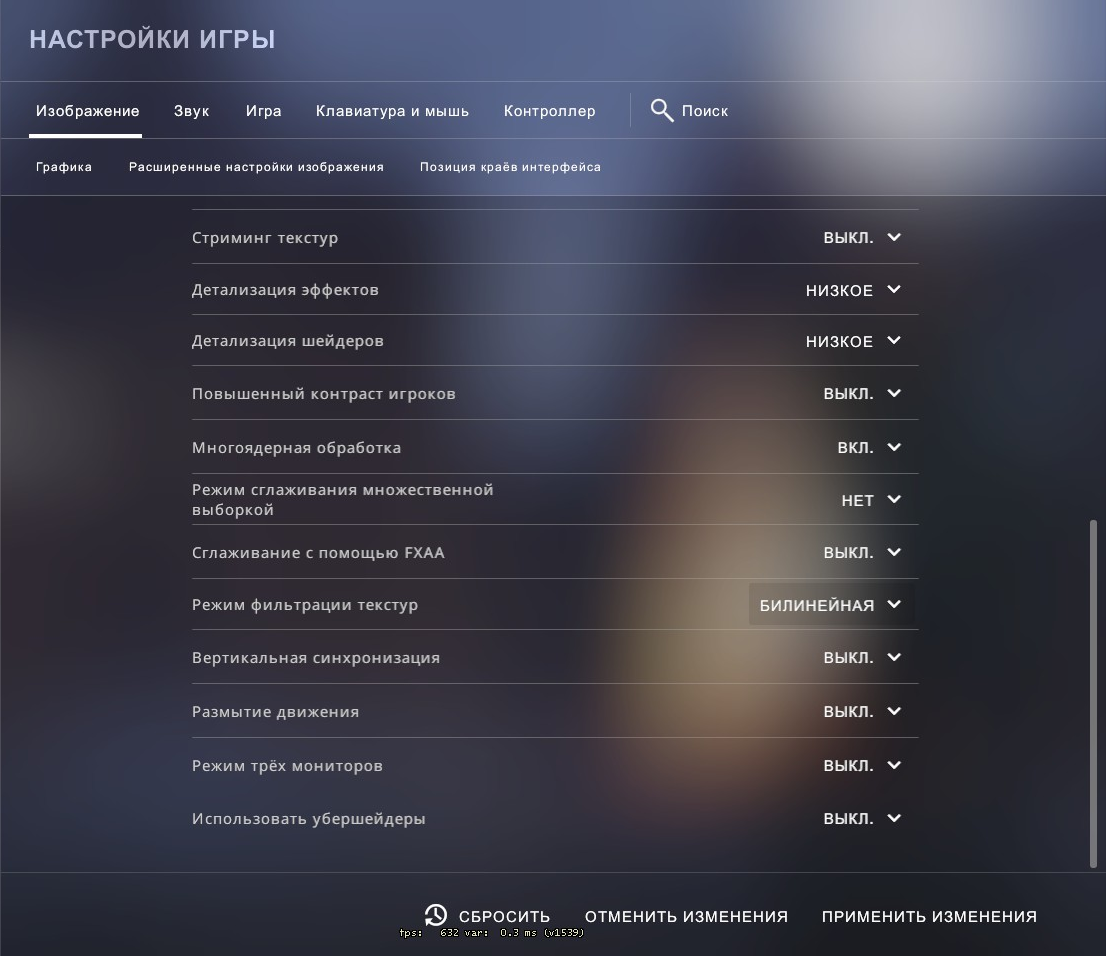 НАСТРОЙКИ ИГРЫ
Изображение Звук Игра Клавиатура и мышь Контроллер Поиск
Графика Расширенные настройки изображения Позиция краёв интерфейса
Стриминг текстур ВЫКЛ.
Детализация эффектов НИЗКОЕ
Детализация шейдеров НИЗКОЕ
Повышенный контраст игроков ВЫКЛ.
Многоядерная обработка ВКЛ.
Режим сглаживания множественной
выборкой НЕТ
Сглаживание с помощью FXAA ВЫКЛ.
Режим фильтрации текстур БИЛИНЕЙНАЯ
Вертикальная синхронизация ВЫКЛ.
Размытие движения ВЫКЛ.
Режим трёх мониторов ВЫКЛ.
Использовать убершейдеры ВЫКЛ.
СБРОСИТЬ ОТМЕНИТЬ ИЗМЕНЕНИЯ ПРИМЕНИТЬ ИЗМЕНЕНИЯ
fps: 632 var: 0.3 ms (v1539)